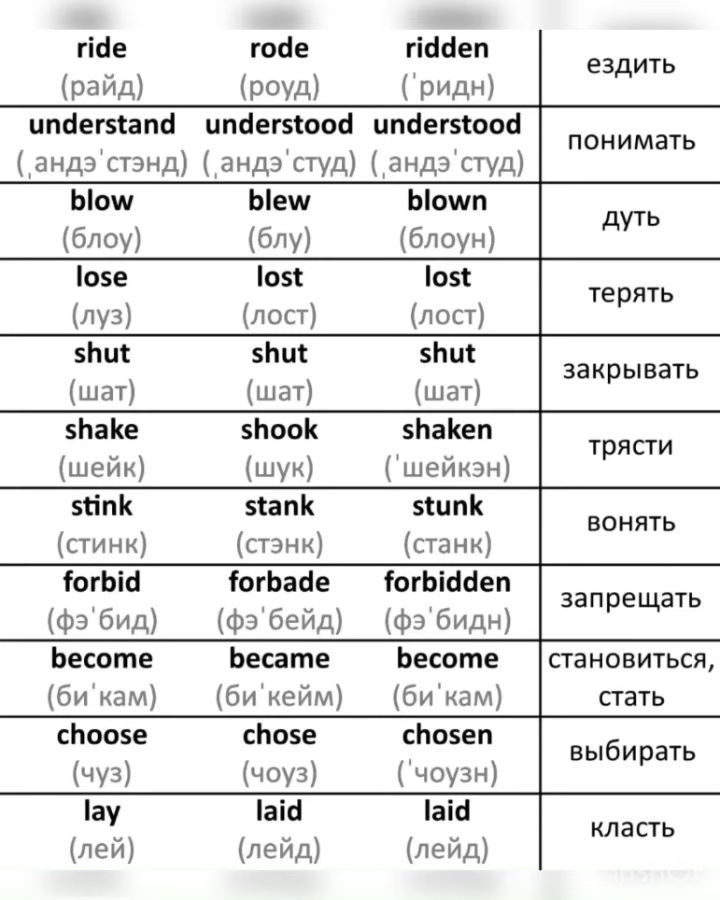 ride rode ridden ездить
(райд) (роуд) (ˈридн)
understand understood understood понимать
(ˌандэˈстэнд) (ˌандэˈступ) (ˌандэˈступ)
blow blew blown дуть
(блоу) (блу) (блоун)
lose lost lost терять
(луз) (лост) (лост)
shut shut shut закрывать
(шат) (шат) (шат)
shake shook shaken трясти
(шейк) (шук) (ˈшейкэн)
stink stank stunk вонять
(стинк) (стэнк) (станк)
forbid forbade forbidden запрещать
(фэˈбид) (фэˈбейд) (фэˈбидн)
become became become становиться,
(биˈкам) (биˈкейм) (биˈкам) стать
choose chose chosen выбирать
(чуз) (чоуз) (ˈчоузн)
lay laid laid класть
(лей) (лейд) (лейд)